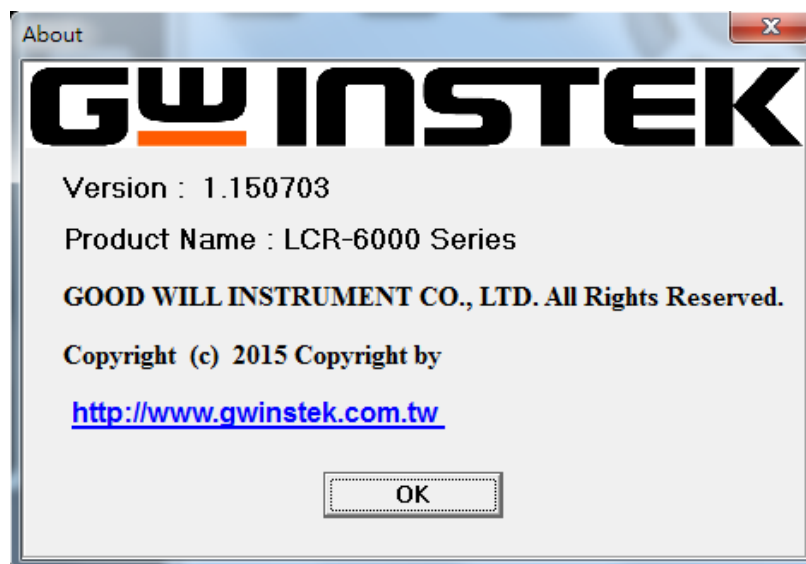 About
GW INSTEK
Version : 1.150703
Product Name : LCR-6000 Series
GOOD WILL INSTRUMENT CO., LTD. All Rights Reserved.
Copyright (c) 2015 Copyright by
http://www.gwinstek.com.tw
OK